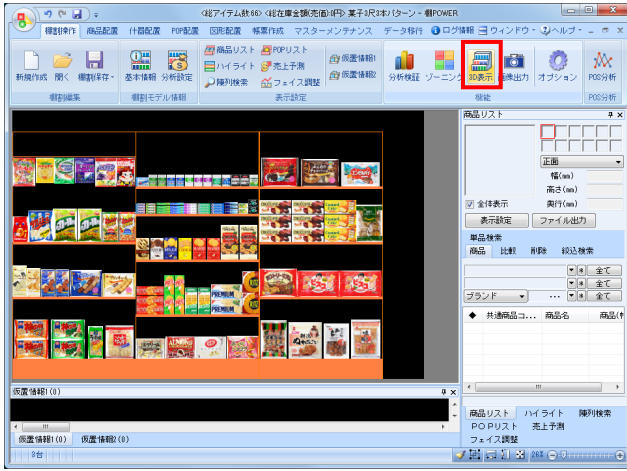 <総アイテム数:66> <総在庫金額(売価):0円> 菓子3尺3本パターン - 棚POWER
棚割操作 商品配置 什器配置 POP配置 図形配置 帳票作成 マスターメンテナンス データ移行 ログ情報 ウィンドウ ヘルプ
商品リスト POPリスト 仮置情報1
ハイライト 売上予測 仮置情報2
陳列検索 フェイス調整
新規作成 開く 棚割保存 基本情報 分析設定 分析検証 ゾーニング 3D表示 画像出力 オプション POS分析
棚割編集 棚割モデル情報 表示設定 機能 POS分析
商品リスト
正面
幅(mm)
高さ(mm)
全体表示 奥行(mm)
表示設定 ファイル出力
単品検索
商品 比較 削除 絞込検索
* 全て
* 全て
ブランド ... * 全て
◆ 共通商品コ... 商品名 商品(
PREMIUM
ALMOND
PREMIUM
KitKat
仮置情報1(0)
仮置情報1(0) 仮置情報2(0)
商品リスト ハイライト 陳列検索
POPリスト 売上予測
フェイス調整
3台
26%